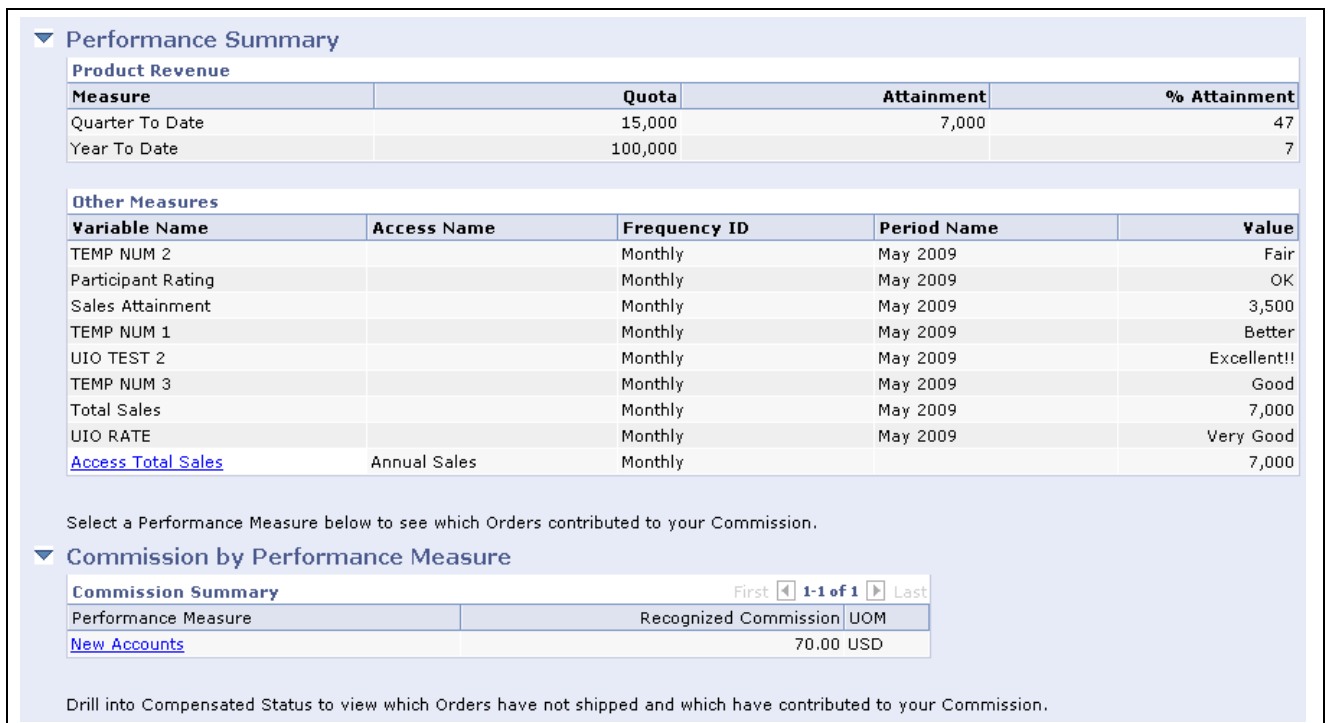 Performance Summary
Product Revenue
Measure Quota Attainment % Attainment
Quarter To Date 15,000 7,000 47
Year To Date 100,000 7
Other Measures
Variable Name Access Name Frequency ID Period Name Value
TEMP NUM 2 Monthly May 2009 Fair
Participant Rating Monthly May 2009 OK
Sales Attainment Monthly May 2009 3,500
TEMP NUM 1 Monthly May 2009 Better
UIO TEST 2 Monthly May 2009 Excellent!!
TEMP NUM 3 Monthly May 2009 Good
Total Sales Monthly May 2009 7,000
UIO RATE Monthly May 2009 Very Good
Access Total Sales Annual Sales Monthly 7,000
Select a Performance Measure below to see which Orders contributed to your Commission.
Commission by Performance Measure
Commission Summary First 1-1 of 1 Last
Performance Measure Recognized Commission UOM
New Accounts 70.00 USD
Drill into Compensated Status to view which Orders have not shipped and which have contributed to your Commission.